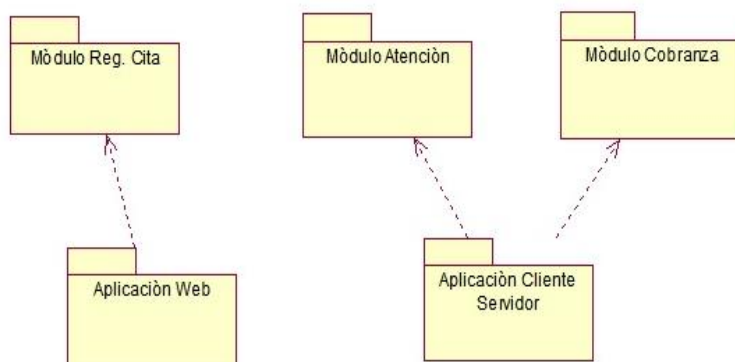 Mòdulo Reg. Cita
Mòdulo Atenciòn
Mòdulo Cobranza
Aplicaciòn Web
Aplicaciòn Cliente
Servidor